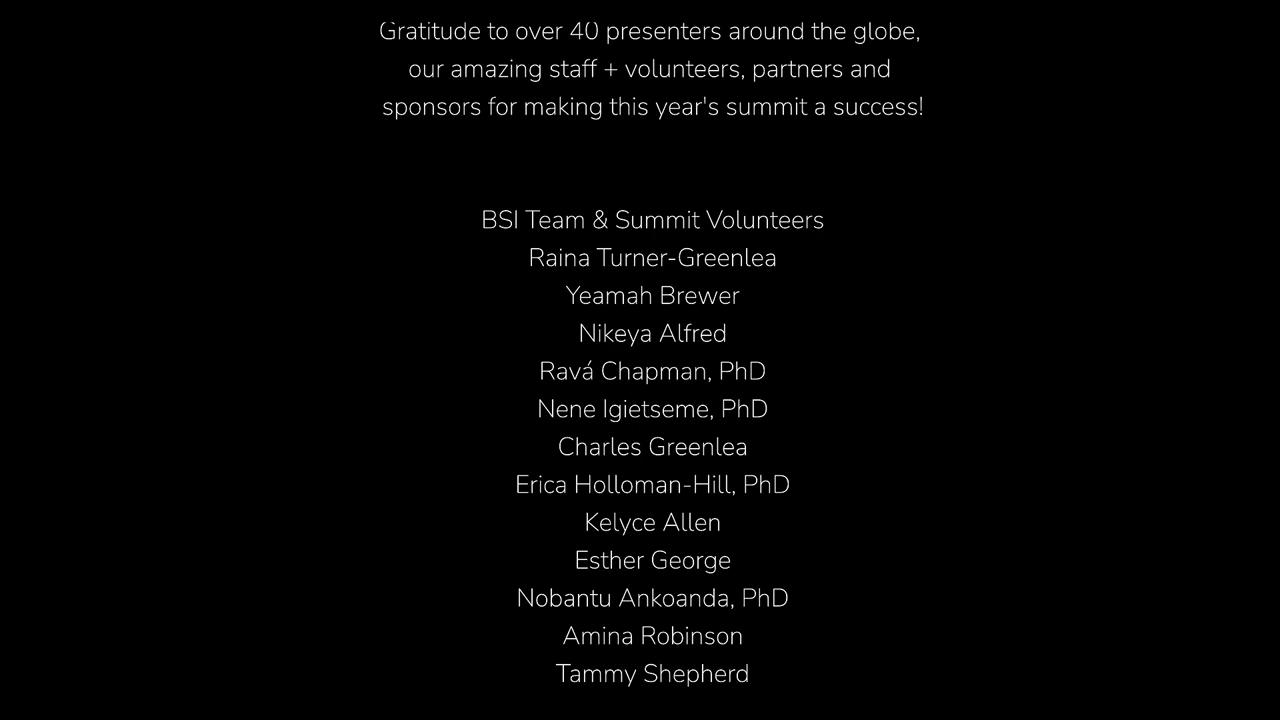 Gratitude to over 40 presenters around the globe,
our amazing staff + volunteers, partners and
sponsors for making this year's summit a success!
BSI Team & Summit Volunteers
Raina Turner-Greenlea
Yeamah Brewer
Nikeya Alfred
Ravá Chapman, PhD
Nene Igietseme, PhD
Charles Greenlea
Erica Holloman-Hill, PhD
Kelyce Allen
Esther George
Nobantu Ankoanda, PhD
Amina Robinson
Tammy Shepherd